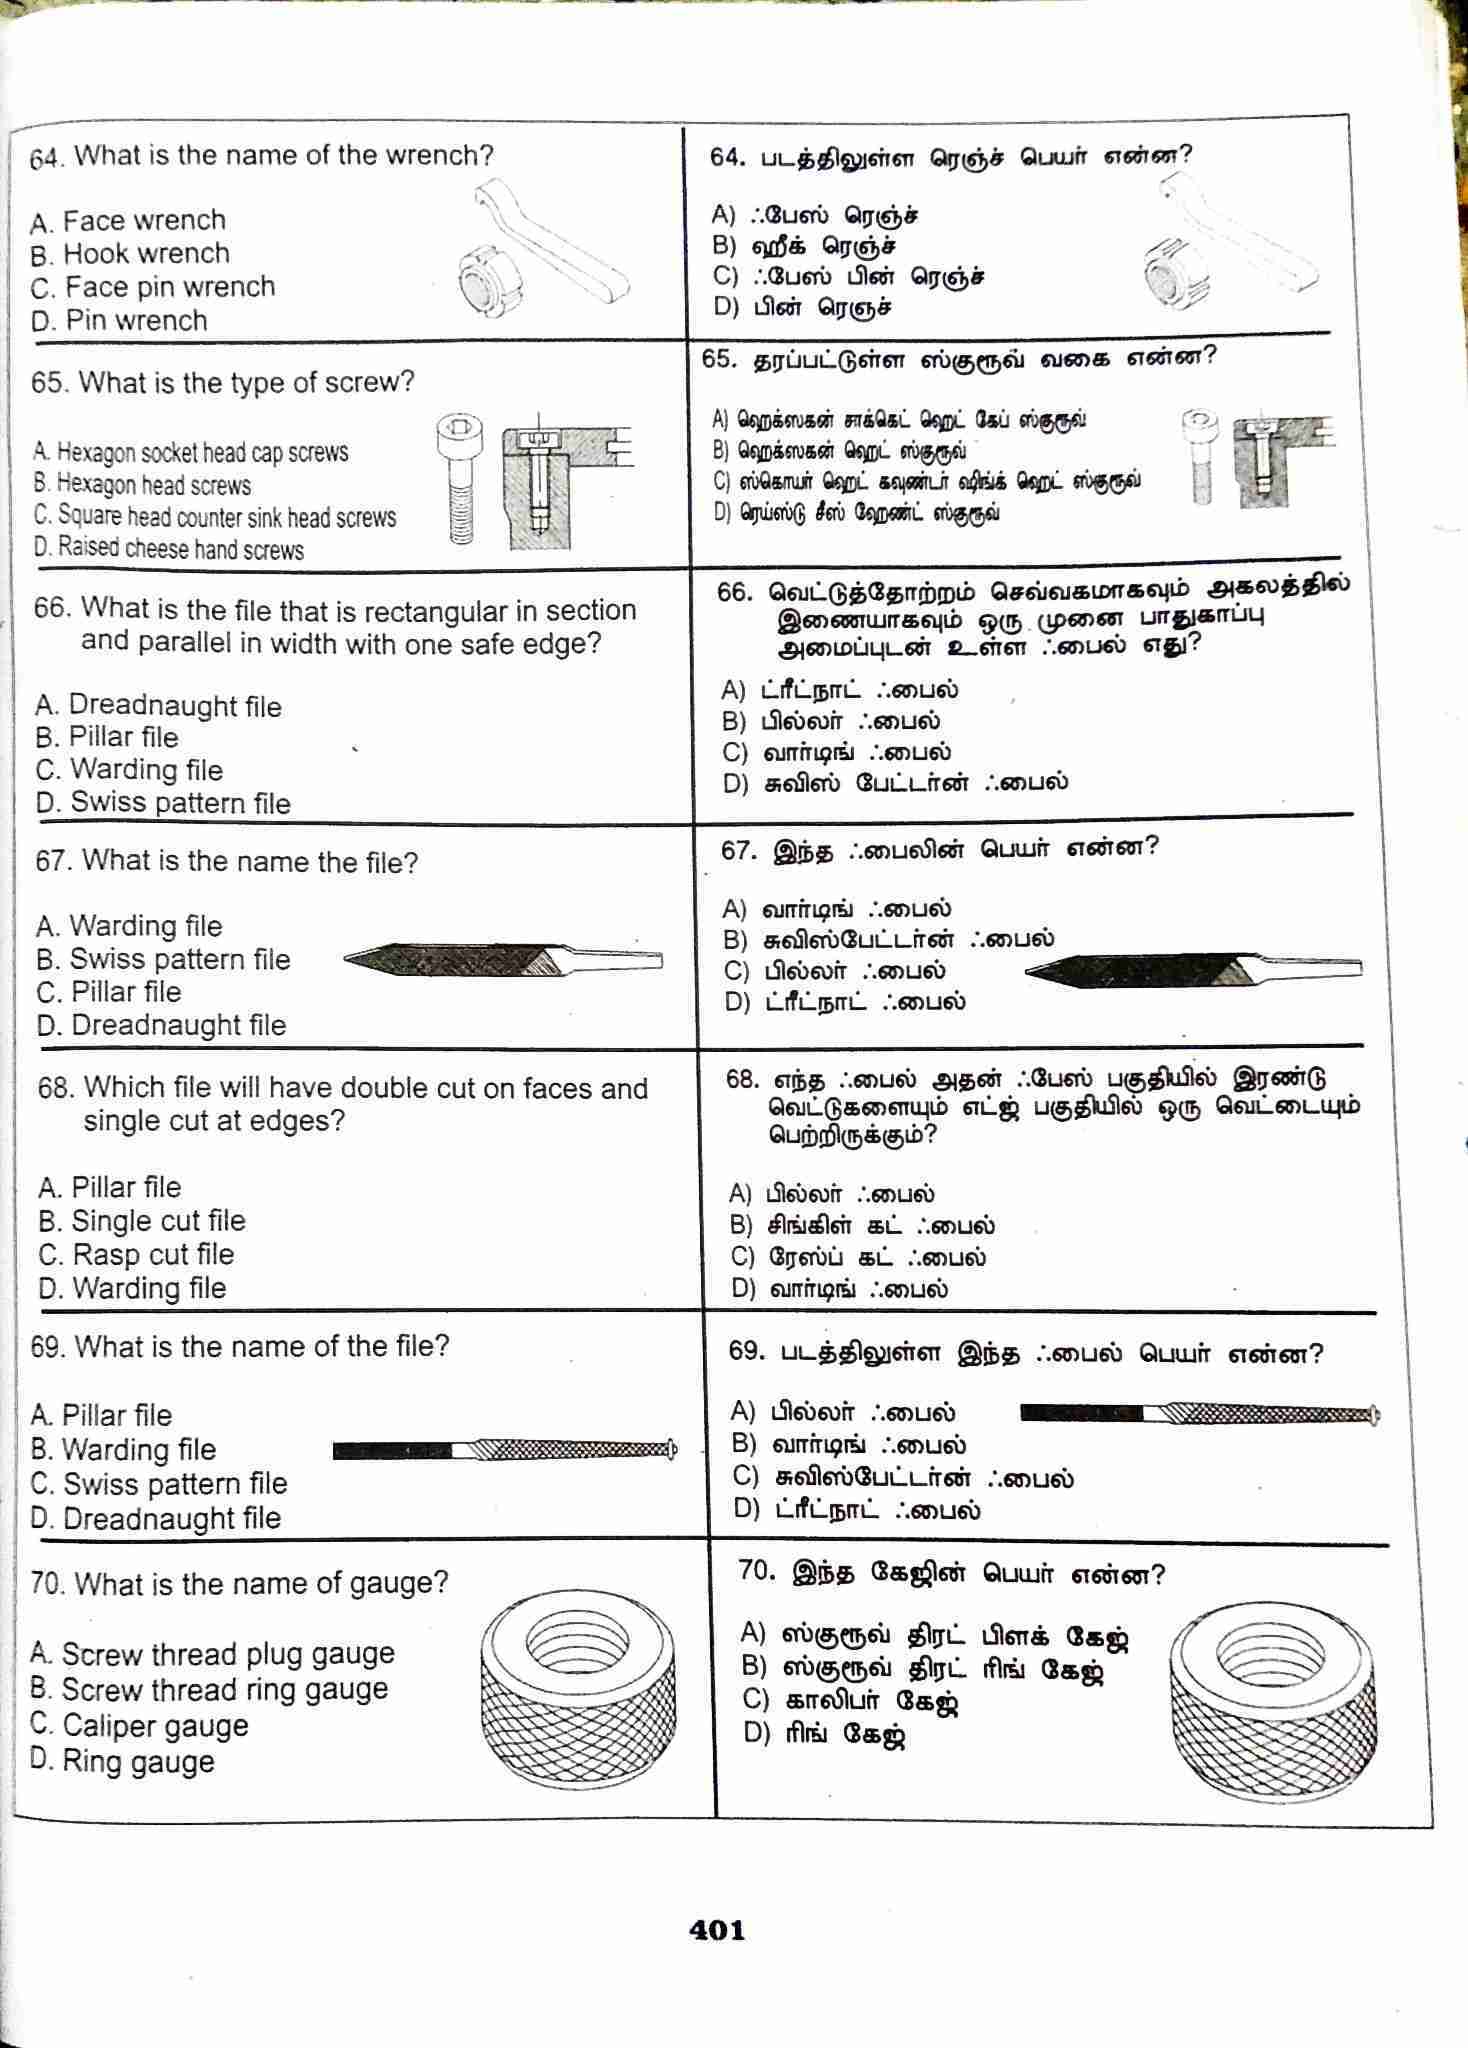 64. What is the name of the wrench?
A. Face wrench
B. Hook wrench
C. Face pin wrench
D. Pin wrench
65. What is the type of screw?
A. Hexagon socket head cap screws
B. Hexagon head screws
C. Square head counter sink head screws
D. Raised cheese hand screws
66. What is the file that is rectangular in section
and parallel in width with one safe edge?
A. Dreadnaught file
B. Pillar file
C. Warding file
D. Swiss pattern file
67. What is the name the file?
A. Warding file
B. Swiss pattern file
C. Pillar file
D. Dreadnaught file
68. Which file will have double cut on faces and
single cut at edges?
A. Pillar file
B. Single cut file
C. Rasp cut file
D. Warding file
69. What is the name of the file?
A. Pillar file
B. Warding file
C. Swiss pattern file
D. Dreadnaught file
70. What is the name of gauge?
A. Screw thread plug gauge
B. Screw thread ring gauge
C. Caliper gauge
D. Ring gauge
64. படத்திலுள்ள ரெஞ்ச் பெயர் என்ன?
A) ஃபேஸ் ரெஞ்ச்
B) ஹீக் ரெஞ்ச்
C) ஃபேஸ் பின் ரெஞ்ச்
D) பின் ரெஞ்ச்
65. தரப்பட்டுள்ள ஸ்குரூவ் வகை என்ன?
A) ஹெக்ஸகன் சாக்கெட் ஹெட் கேப் ஸ்குரூவ்
B) ஹெக்ஸகன் ஹெட் ஸ்குரூவ்
C) ஸ்கொயர் ஹெட் கவுண்டர் ஷிங்க் ஹெட் ஸ்குரூவ்
D) ரெய்ஸ்டு சீஸ் ஹேண்ட் ஸ்குரூவ்
66. வெட்டுத்தோற்றம் செவ்வகமாகவும் அகலத்தில்
இணையாகவும் ஒரு முனை பாதுகாப்பு
அமைப்புடன் உள்ள ஃபைல் எது?
A) ட்ரீட்நாட் ஃபைல்
B) பில்லர் ஃபைல்
C) வார்டிங் ஃபைல்
D) சுவிஸ் பேட்டர்ன் ஃபைல்
67. இந்த ஃபைலின் பெயர் என்ன?
A) வார்டிங் ஃபைல்
B) சுவிஸ்பேட்டர்ன் ஃபைல்
C) பில்லர் ஃபைல்
D) ட்ரீட்நாட் ஃபைல்
68. எந்த ஃபைல் அதன் ஃபேஸ் பகுதியில் இரண்டு
வெட்டுகளையும் எட்ஜ் பகுதியில் ஒரு வெட்டையும்
பெற்றிருக்கும்?
A) பில்லர் ஃபைல்
B) சிங்கிள் கட் ஃபைல்
C) ரேஸ்ப் கட் ஃபைல்
D) வார்டிங் ஃபைல்
69. படத்திலுள்ள இந்த ஃபைல் பெயர் என்ன?
A) பில்லர் ஃபைல்
B) வார்டிங் ஃபைல்
C) சுவிஸ்பேட்டர்ன் ஃபைல்
D) ட்ரீட்நாட் ஃபைல்
70. இந்த கேஜின் பெயர் என்ன?
A) ஸ்குரூவ் திரட் பிளக் கேஜ்
B) ஸ்குரூவ் திரட் ரிங் கேஜ்
C) காலிபர் கேஜ்
D) ரிங் கேஜ்
401